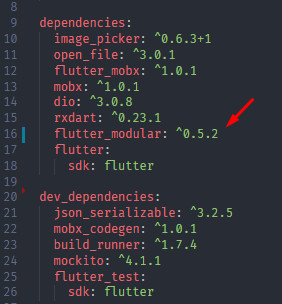 8
9 dependencies:
10 image_picker: ^0.6.3+1
11 open_file: ^3.0.1
12 flutter_mobx: ^1.0.1
13 mobx: ^1.0.1
14 dio: ^3.0.8
15 rxdart: ^0.23.1
16 flutter_modular: ^0.5.2
17 flutter:
18 sdk: flutter
19
20 dev_dependencies:
21 json_serializable: ^3.2.5
22 mobx_codegen: ^1.0.1
23 build_runner: ^1.7.4
24 mockito: ^4.1.1
25 flutter_test:
26 sdk: flutter